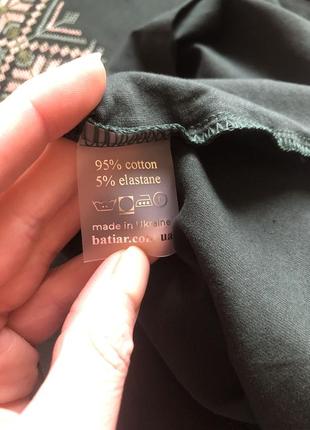 95% cotton
5% elastane
made in Ukraine
batiar.com.ua